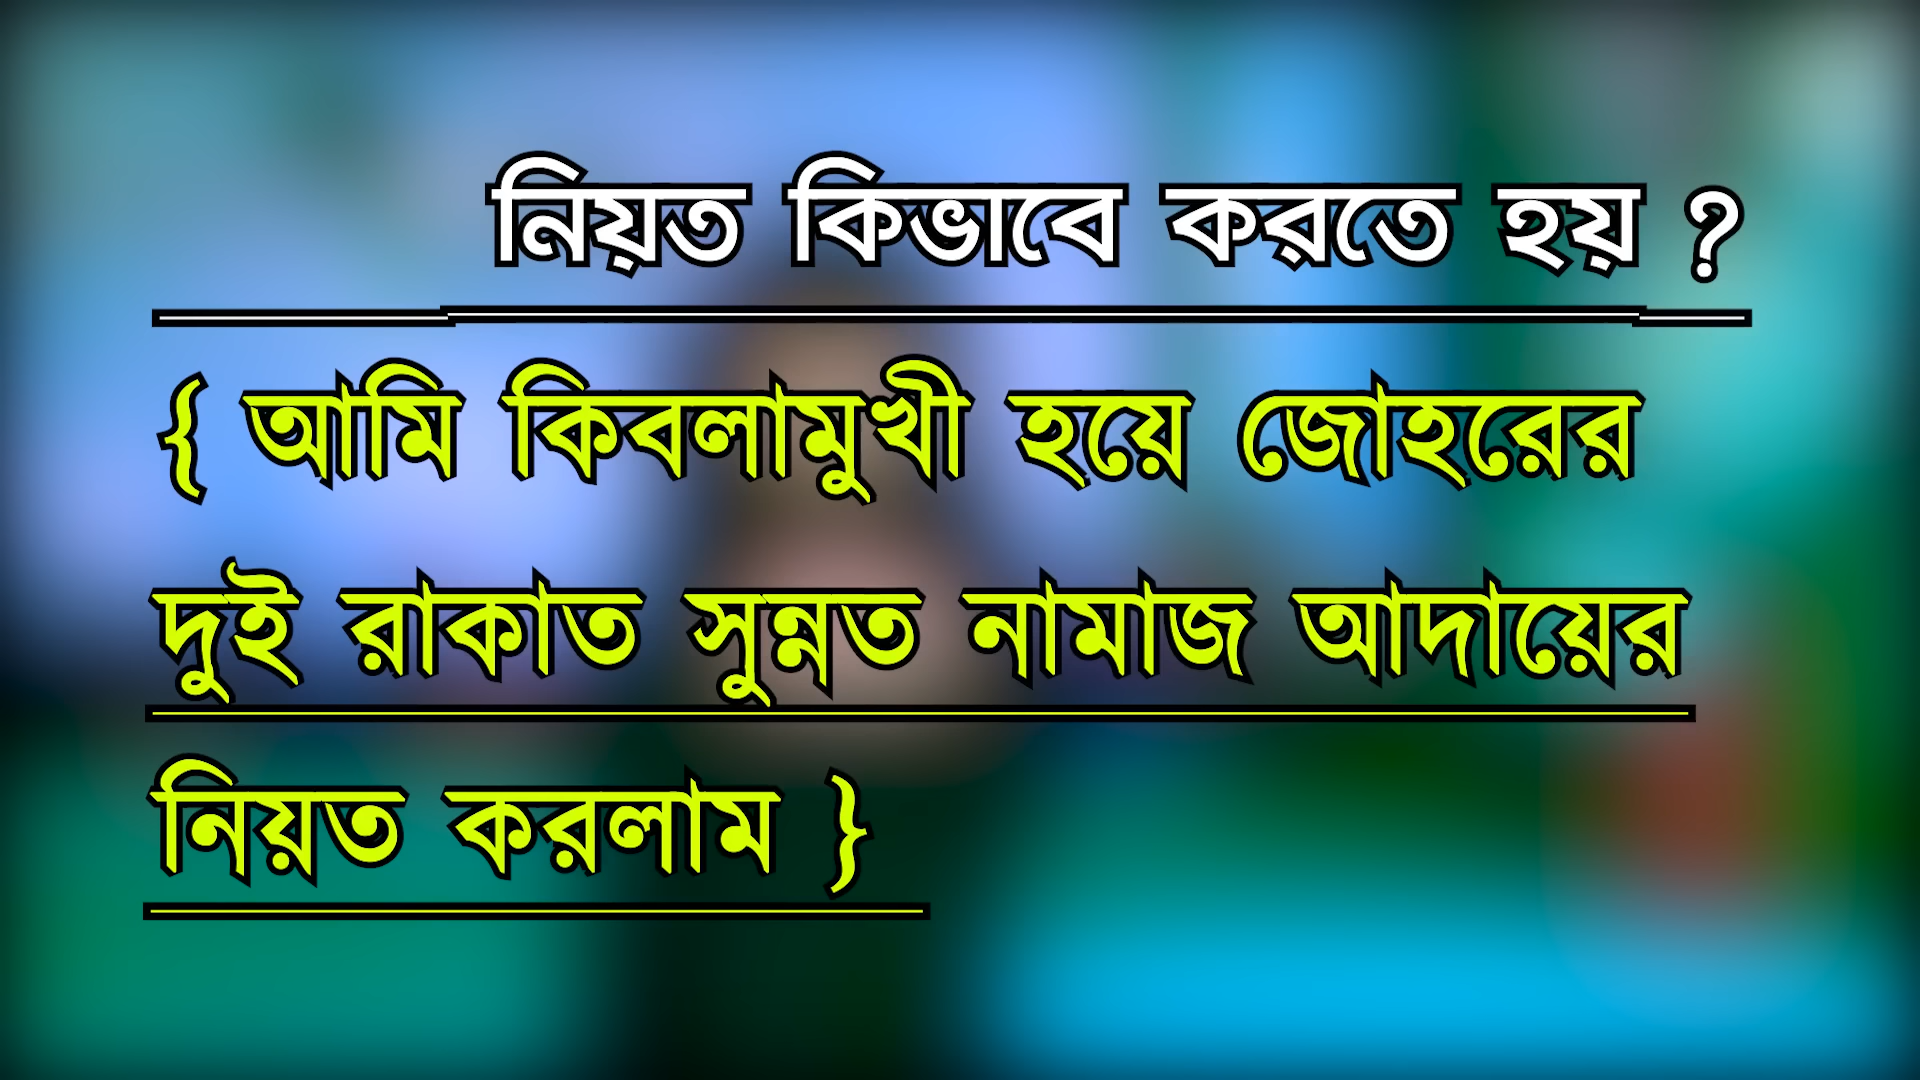 নিয়ত কিভাবে করতে হয় ?
{ আমি কিবলামুখী হয়ে জোহরের
দুই রাকাত সুন্নত নামাজ আদায়ের
নিয়ত করলাম }